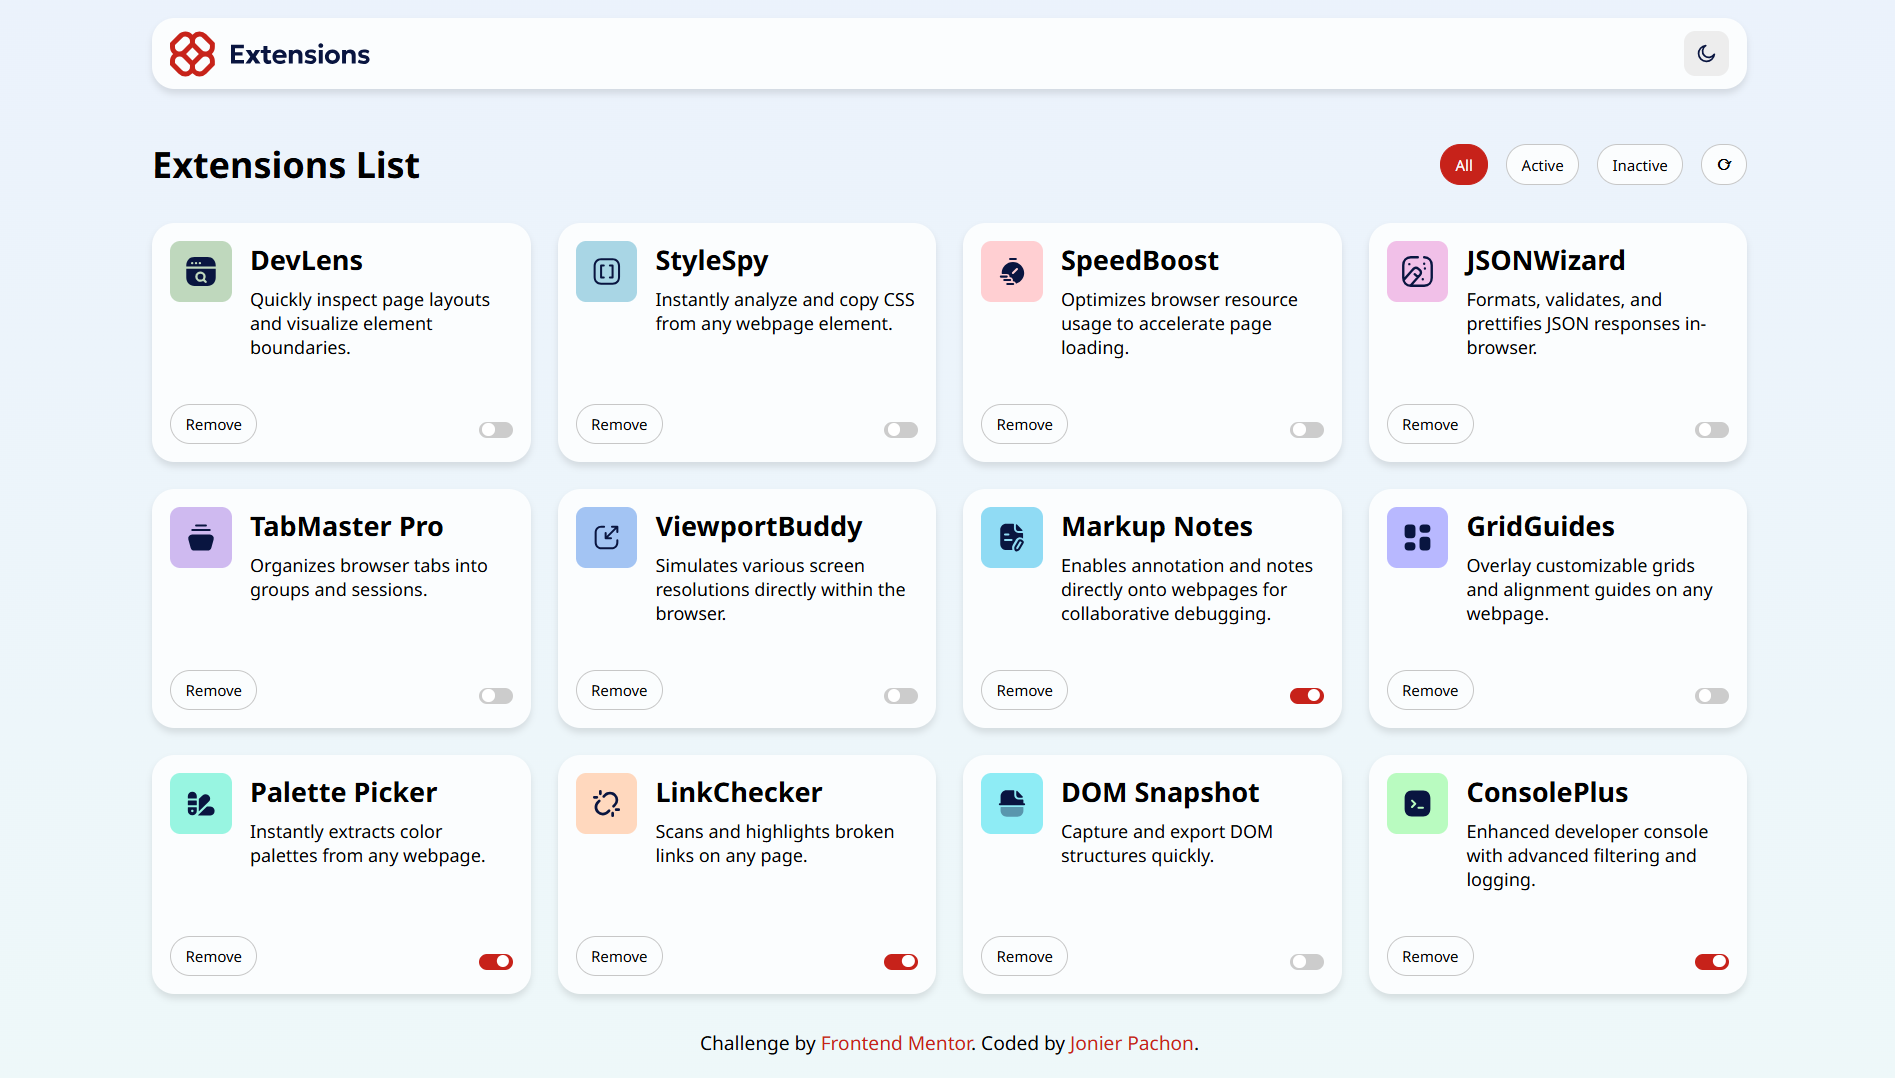 Extensions
Extensions List
All
Active
Inactive
DevLens
Quickly inspect page layouts
and visualize element
boundaries.
Remove
StyleSpy
Instantly analyze and copy CSS
from any webpage element.
Remove
SpeedBoost
Optimizes browser resource
usage to accelerate page
loading.
Remove
JSONWizard
Formats, validates, and
prettifies JSON responses in-
browser.
Remove
TabMaster Pro
Organizes browser tabs into
groups and sessions.
Remove
ViewportBuddy
Simulates various screen
resolutions directly within the
browser.
Remove
Markup Notes
Enables annotation and notes
directly onto webpages for
collaborative debugging.
Remove
GridGuides
Overlay customizable grids
and alignment guides on any
webpage.
Remove
Palette Picker
Instantly extracts color
palettes from any webpage.
Remove
LinkChecker
Scans and highlights broken
links on any page.
Remove
DOM Snapshot
Capture and export DOM
structures quickly.
Remove
ConsolePlus
Enhanced developer console
with advanced filtering and
logging.
Remove
Challenge by Frontend Mentor. Coded by Jonier Pachon.